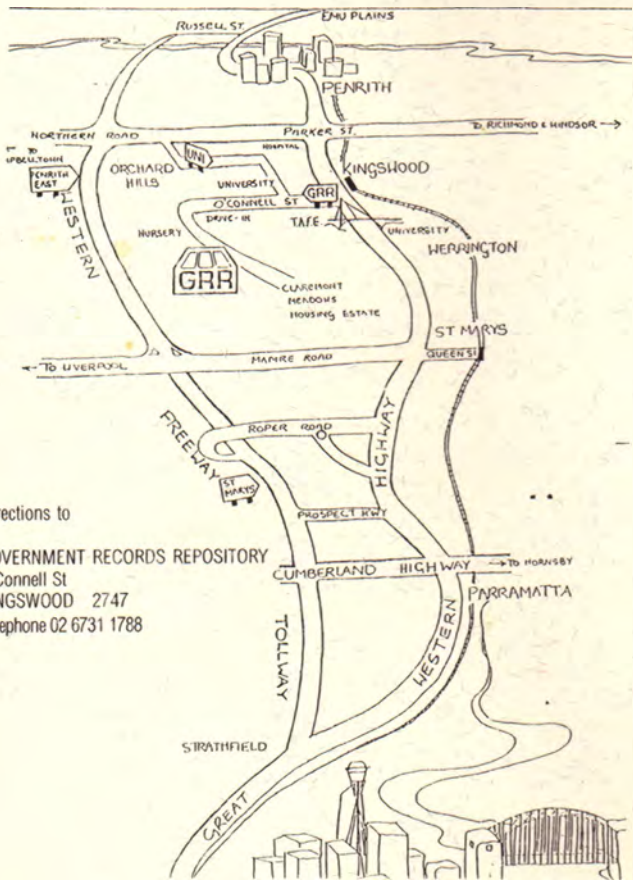 EMU PLAINS
RUSSELL ST.
PENRITH
NORTHERN ROAD
PARKER ST.
TO RICHMOND & WINDSOR →
TO
PENRITH
EAST
ORCHARD
HILLS
UNI
HOSPITAL
UNIVERSITY
KINGSWOOD
O'CONNELL ST
GRR
DRIVE-IN
TAFE
UNIVERSITY
WERRINGTON
NURSERY
GRR
CLAREMONT
MEADOWS
HOUSING ESTATE
WESTERN
ST MARYS
QUEEN ST
← TO LIVERPOOL
MAMRE ROAD
FREEWAY
ROPER ROAD
HIGHWAY
ST
MARYS
PROSPECT HWY
ections to
OVERNMENT RECORDS REPOSITORY
Connell St
NGSWOOD 2747
ephone 02 6731 1788
CUMBERLAND HIGHWAY
→ TO HORNSBY
PARRAMATTA
TOLLWAY
WESTERN
STRATHFIELD
GREAT